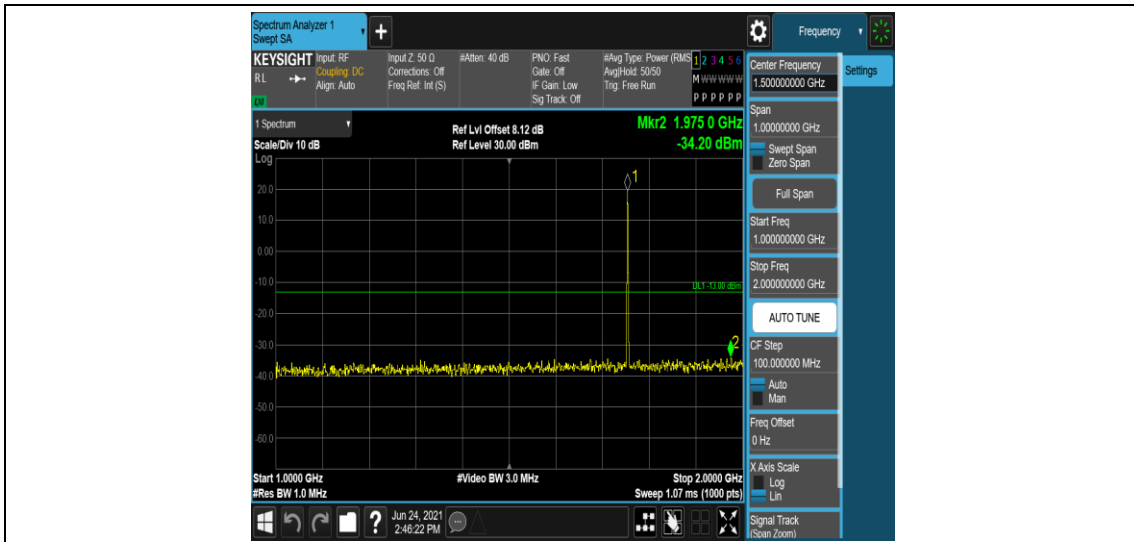 Spectrum Analyzer 1
Swept SA
+
Frequency
KEYSIGHT
RL
LXI
Input: RF
Coupling: DC
Align: Auto
Input Z: 50 Ω
Corrections: Off
Freq Ref: Int (S)
#Atten: 40 dB
PNO: Fast
Gate: Off
IF Gain: Low
Sig Track: Off
#Avg Type: Power (RMS
Avg|Hold: 50/50
Trig: Free Run
1 2 3 4 5 6
M W W W W W
P P P P P P
1 Spectrum
Scale/Div 10 dB
Ref Lvl Offset 8.12 dB
Ref Level 30.00 dBm
Mkr2 1.975 0 GHz
-34.20 dBm
Log
1
20.0
10.0
0.00
-10.0
DL1 -13.00 dBm
-20.0
-30.0
2
-40.0
-50.0
-60.0
Start 1.0000 GHz
#Res BW 1.0 MHz
#Video BW 3.0 MHz
Stop 2.0000 GHz
Sweep 1.07 ms (1000 pts)
?
Jun 24, 2021
2:46:22 PM
Center Frequency
1.500000000 GHz
Settings
Span
1.00000000 GHz
Swept Span
Zero Span
Full Span
Start Freq
1.000000000 GHz
Stop Freq
2.000000000 GHz
AUTO TUNE
CF Step
100.000000 MHz
Auto
Man
Freq Offset
0 Hz
X Axis Scale
Log
Lin
Signal Track
(Span Zoom)